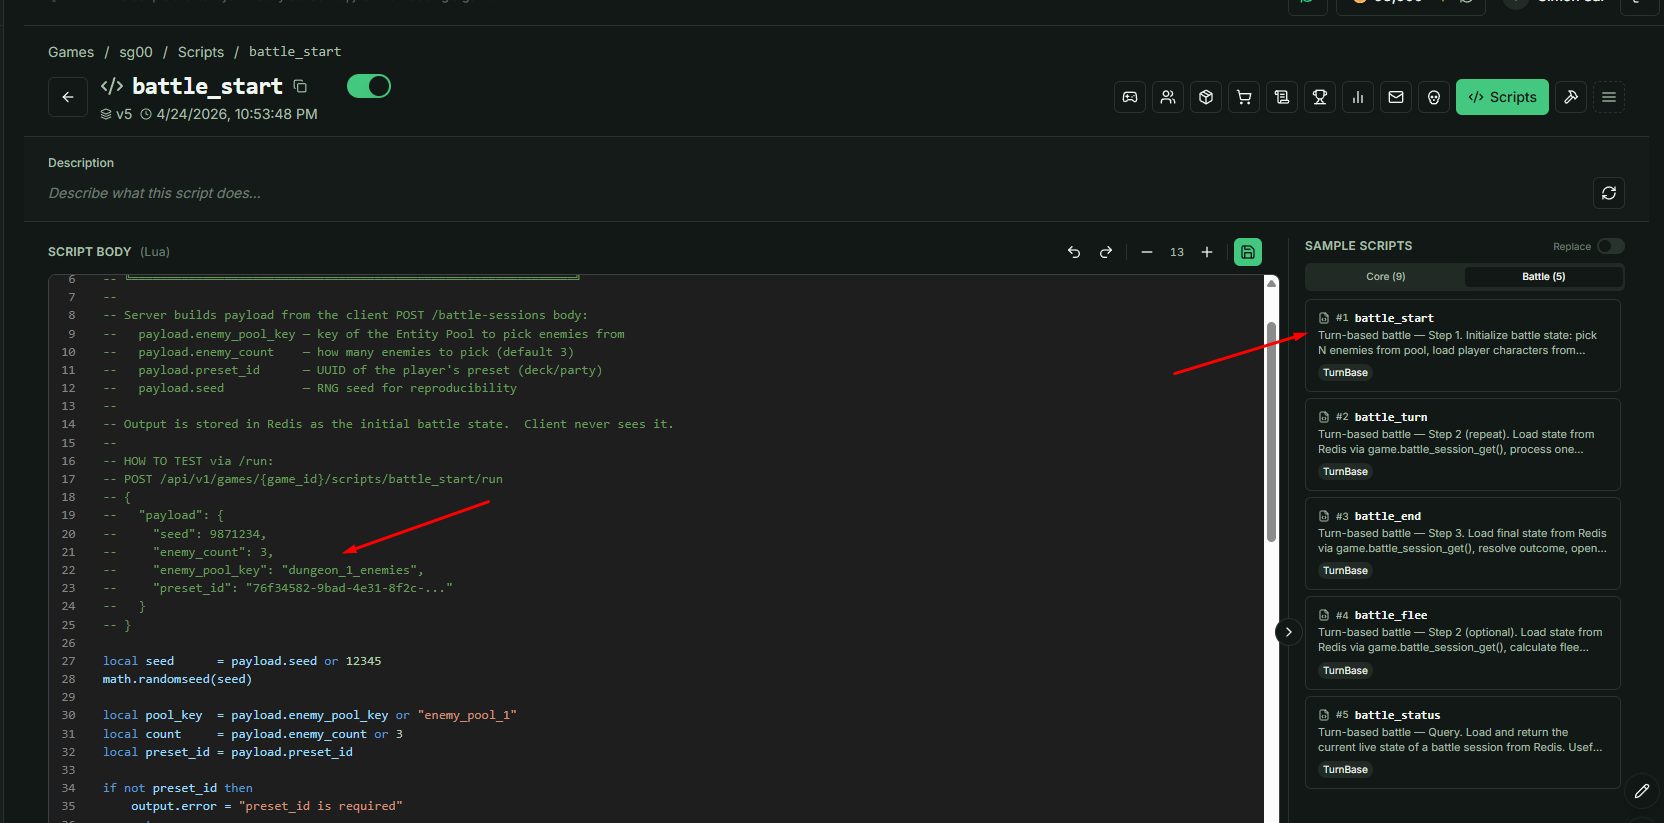 Games / sg00 / Scripts / battle_start
</> battle_start
v5 4/24/2026, 10:53:48 PM
</> Scripts
Description
Describe what this script does...
SCRIPT BODY (Lua)
13
6 --
7 --
8 -- Server builds payload from the client POST /battle-sessions body:
9 --   payload.enemy_pool_key — key of the Entity Pool to pick enemies from
10 --   payload.enemy_count    — how many enemies to pick (default 3)
11 --   payload.preset_id      — UUID of the player's preset (deck/party)
12 --   payload.seed           — RNG seed for reproducibility
13 --
14 -- Output is stored in Redis as the initial battle state.  Client never sees it.
15 --
16 -- HOW TO TEST via /run:
17 -- POST /api/v1/games/{game_id}/scripts/battle_start/run
18 -- {
19 --   "payload": {
20 --     "seed": 9871234,
21 --     "enemy_count": 3,
22 --     "enemy_pool_key": "dungeon_1_enemies",
23 --     "preset_id": "76f34582-9bad-4e31-8f2c-..."
24 --   }
25 -- }
26
27 local seed      = payload.seed or 12345
28 math.randomseed(seed)
29
30 local pool_key  = payload.enemy_pool_key or "enemy_pool_1"
31 local count     = payload.enemy_count or 3
32 local preset_id = payload.preset_id
33
34 if not preset_id then
35     output.error = "preset_id is required"
SAMPLE SCRIPTS
Replace
Core (9)
Battle (5)
#1 battle_start
Turn-based battle — Step 1. Initialize battle state: pick
N enemies from pool, load player characters from...
TurnBase
#2 battle_turn
Turn-based battle — Step 2 (repeat). Load state from
Redis via game.battle_session_get(), process one...
TurnBase
#3 battle_end
Turn-based battle — Step 3. Load final state from Redis
via game.battle_session_get(), resolve outcome, open...
TurnBase
#4 battle_flee
Turn-based battle — Step 2 (optional). Load state from
Redis via game.battle_session_get(), calculate flee...
TurnBase
#5 battle_status
Turn-based battle — Query. Load and return the
current live state of a battle session from Redis. Usef...
TurnBase